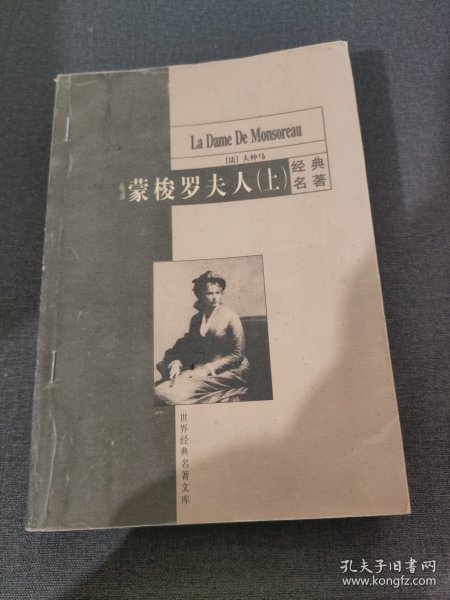 La Dame De Monsoreau
[法] 大仲马
蒙梭罗夫人(上)
经典
名著
世界经典名著文库
孔夫子旧书网
www.kongfz.com